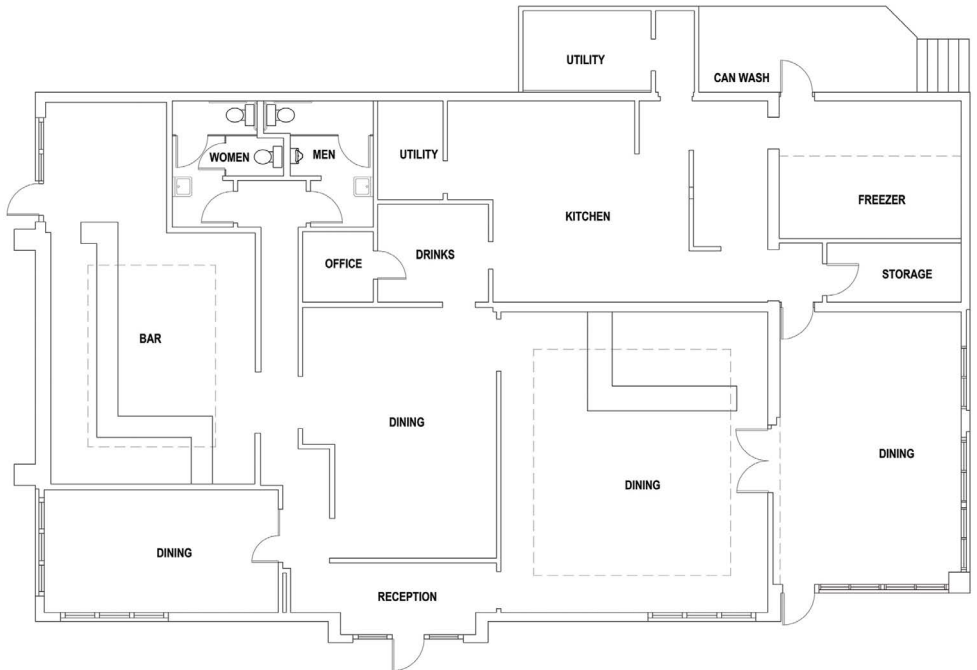 UTILITY
CAN WASH
WOMEN
MEN
UTILITY
FREEZER
KITCHEN
OFFICE
DRINKS
STORAGE
BAR
DINING
DINING
DINING
DINING
RECEPTION